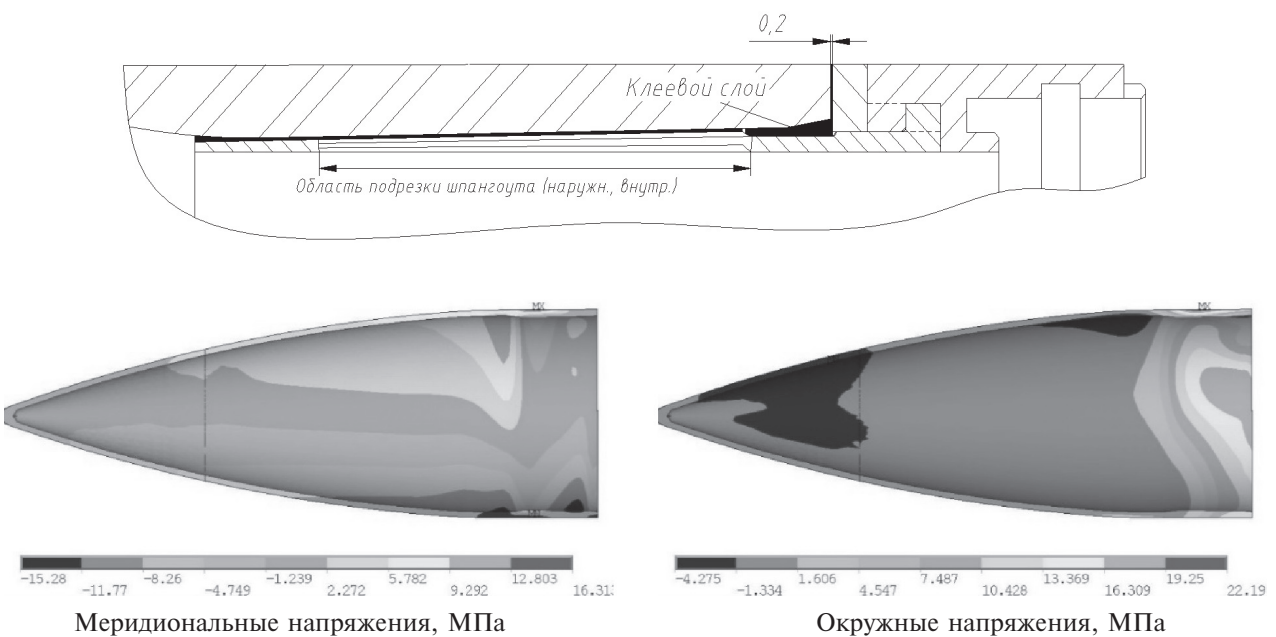 0,2
Клеевой слой
Область подрезки шпангоута (наружн., внутр.)
MX
MX
-15.28 -8.26 -1.239 5.782 12.803
-11.77 -4.749 2.272 9.292 16.31
-4.275 1.606 7.487 13.369 19.25
-1.334 4.547 10.428 16.309 22.19
Меридиональные напряжения, МПа
Окружные напряжения, МПа